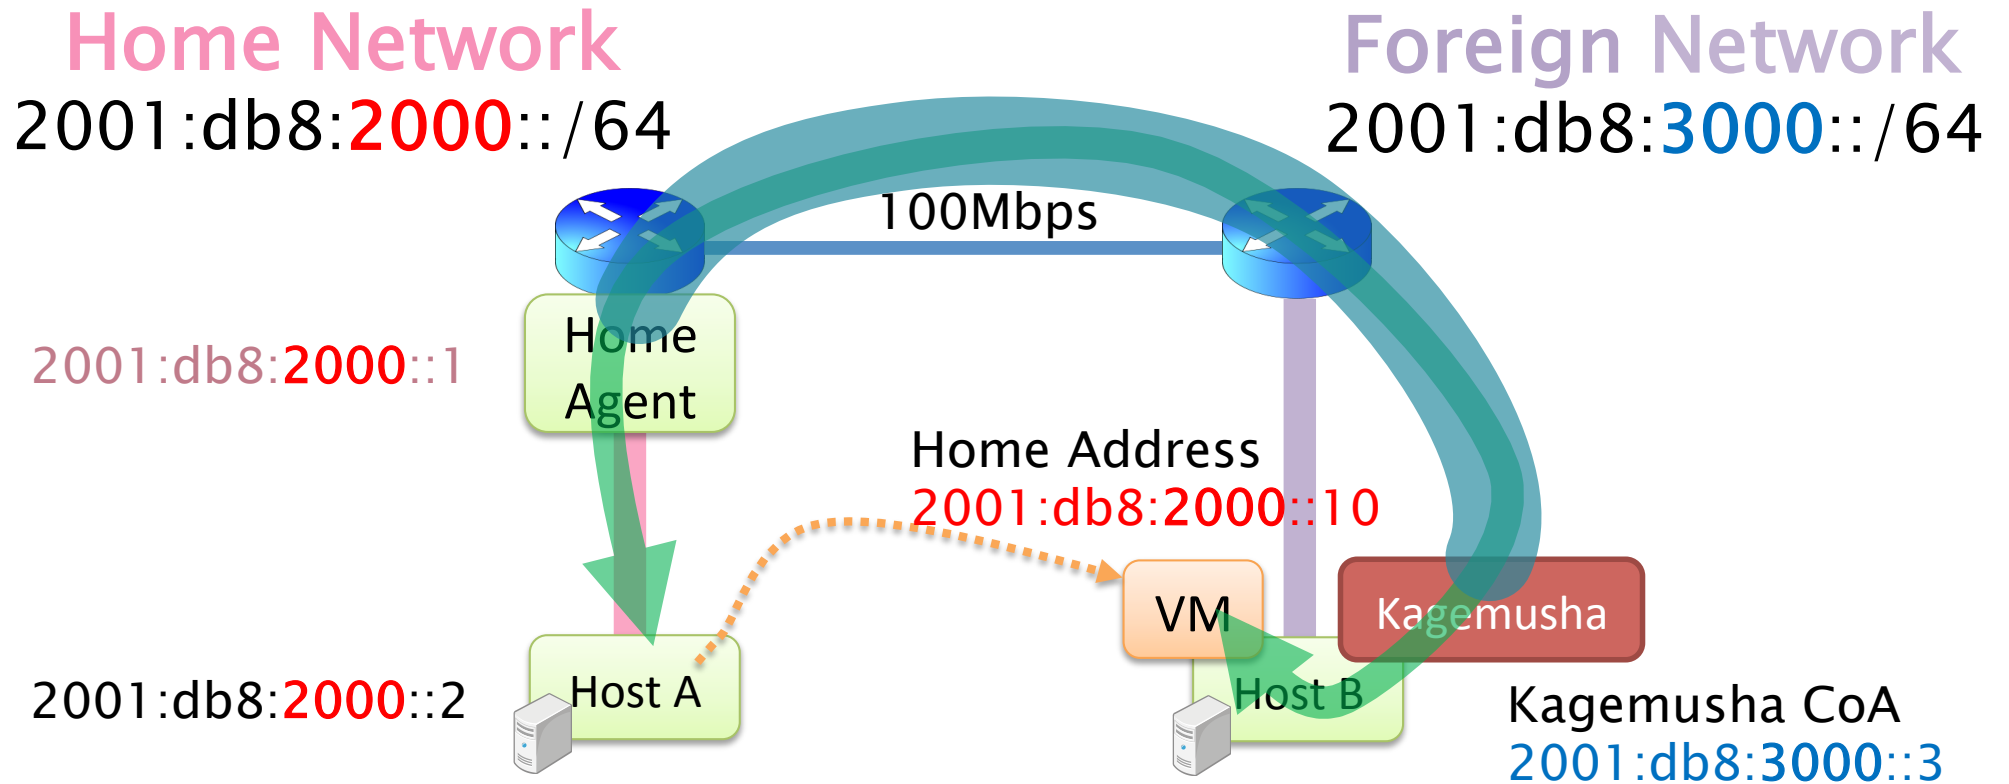 Home Network
2001:db8:2000::/64
Foreign Network
2001:db8:3000::/64
100Mbps
Home
Agent
2001:db8:2000::1
Home Address
2001:db8:2000::10
VM
Kagemusha
Host A
2001:db8:2000::2
Host B
Kagemusha CoA
2001:db8:3000::3